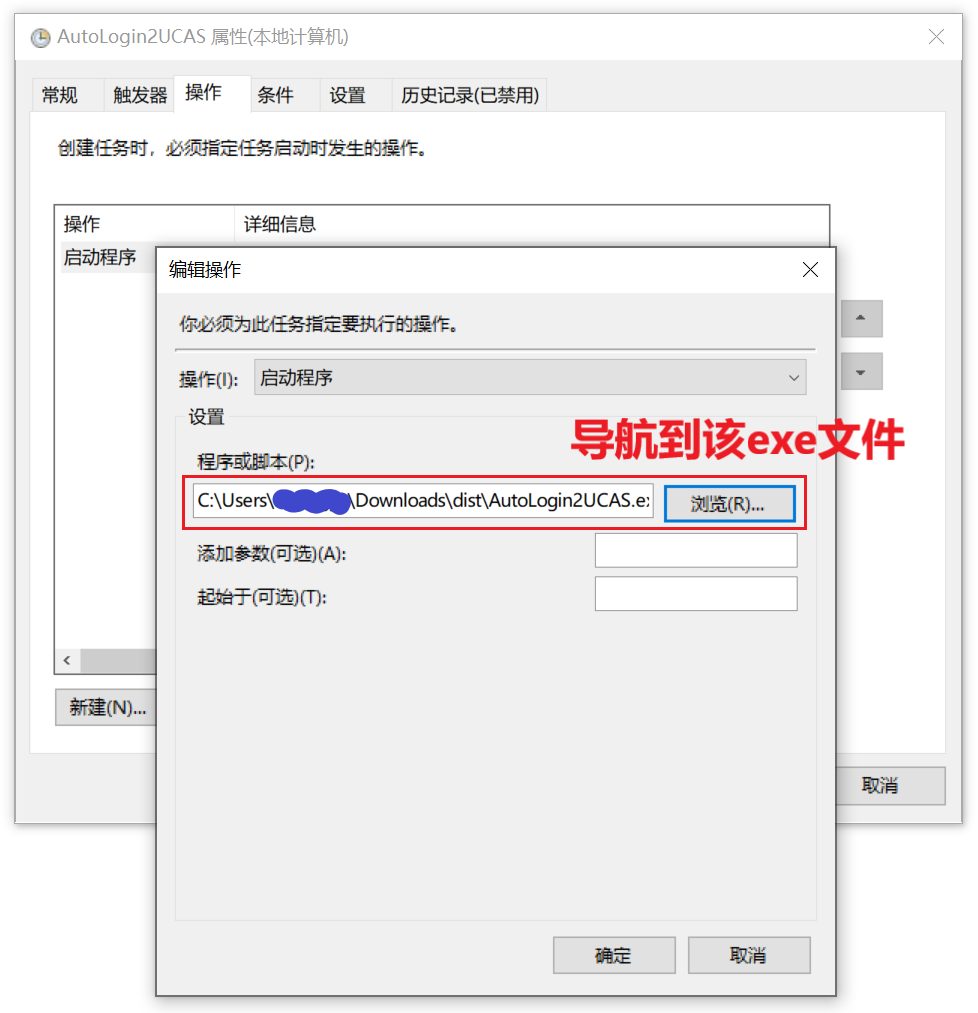 AutoLogin2UCAS 属性(本地计算机)
常规 触发器 操作 条件 设置 历史记录(已禁用)
创建任务时，必须指定任务启动时发生的操作。
操作 详细信息
启动程序
编辑操作
你必须为此任务指定要执行的操作。
操作(I): 启动程序
设置
导航到该exe文件
程序或脚本(P):
C:\Users\ \Downloads\dist\AutoLogin2UCAS.ex 浏览(R)...
添加参数(可选)(A):
起始于(可选)(T):
新建(N)...
取消
确定 取消